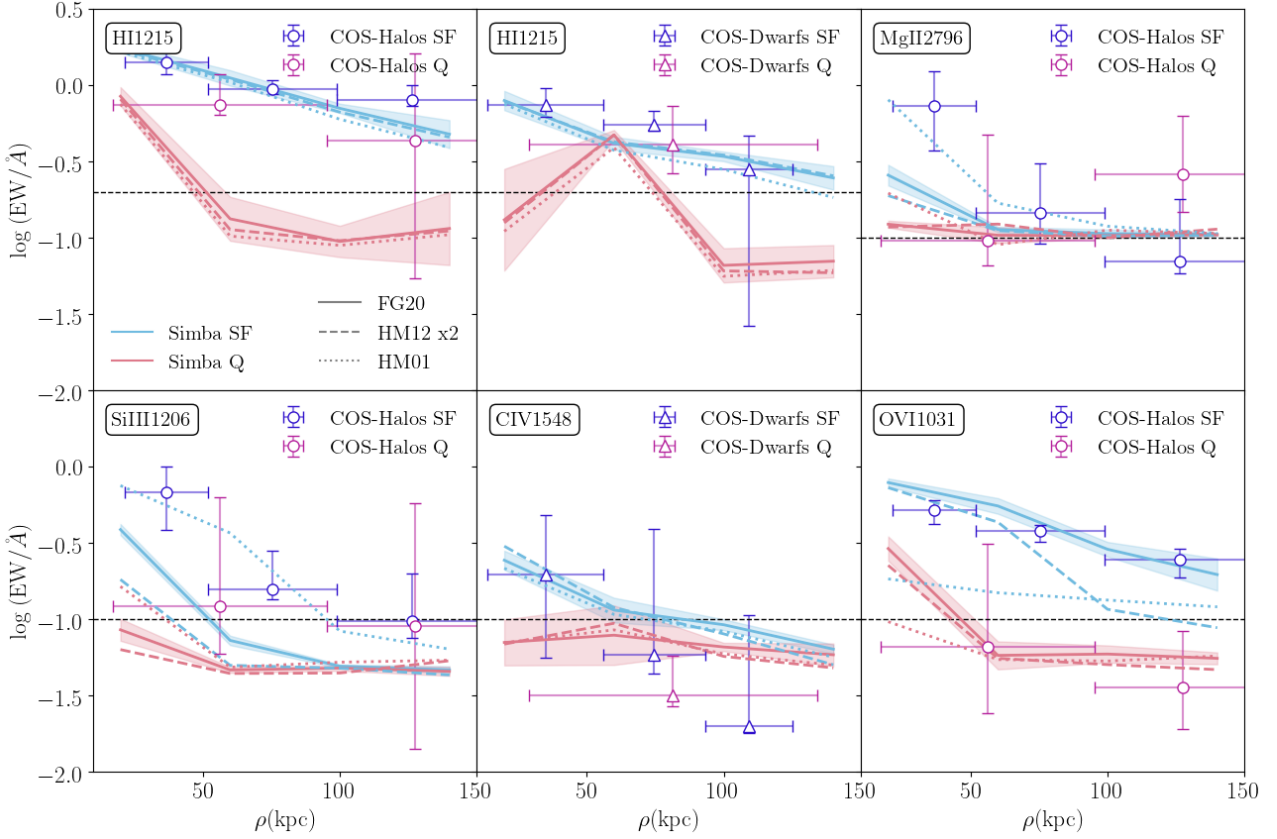 HI1215
COS-Halos SF
COS-Halos Q
HI1215
COS-Dwarfs SF
COS-Dwarfs Q
MgII2796
COS-Halos SF
COS-Halos Q
0.5
0.0
−0.5
−1.0
−1.5
−2.0
log (EW/Å)
Simba SF
Simba Q
FG20
HM12 x2
HM01
SiIII1206
COS-Halos SF
COS-Halos Q
CIV1548
COS-Dwarfs SF
COS-Dwarfs Q
OVI1031
COS-Halos SF
COS-Halos Q
0.0
−0.5
−1.0
−1.5
−2.0
log (EW/Å)
50 100 150 50 100 150 50 100 150
ρ(kpc) ρ(kpc) ρ(kpc)